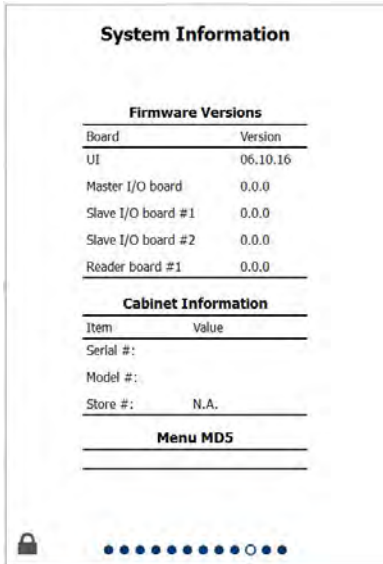 System Information
Firmware Versions
Board Version
UI 06.10.16
Master I/O board 0.0.0
Slave I/O board #1 0.0.0
Slave I/O board #2 0.0.0
Reader board #1 0.0.0
Cabinet Information
Item Value
Serial #:
Model #:
Store #: N.A.
Menu MD5